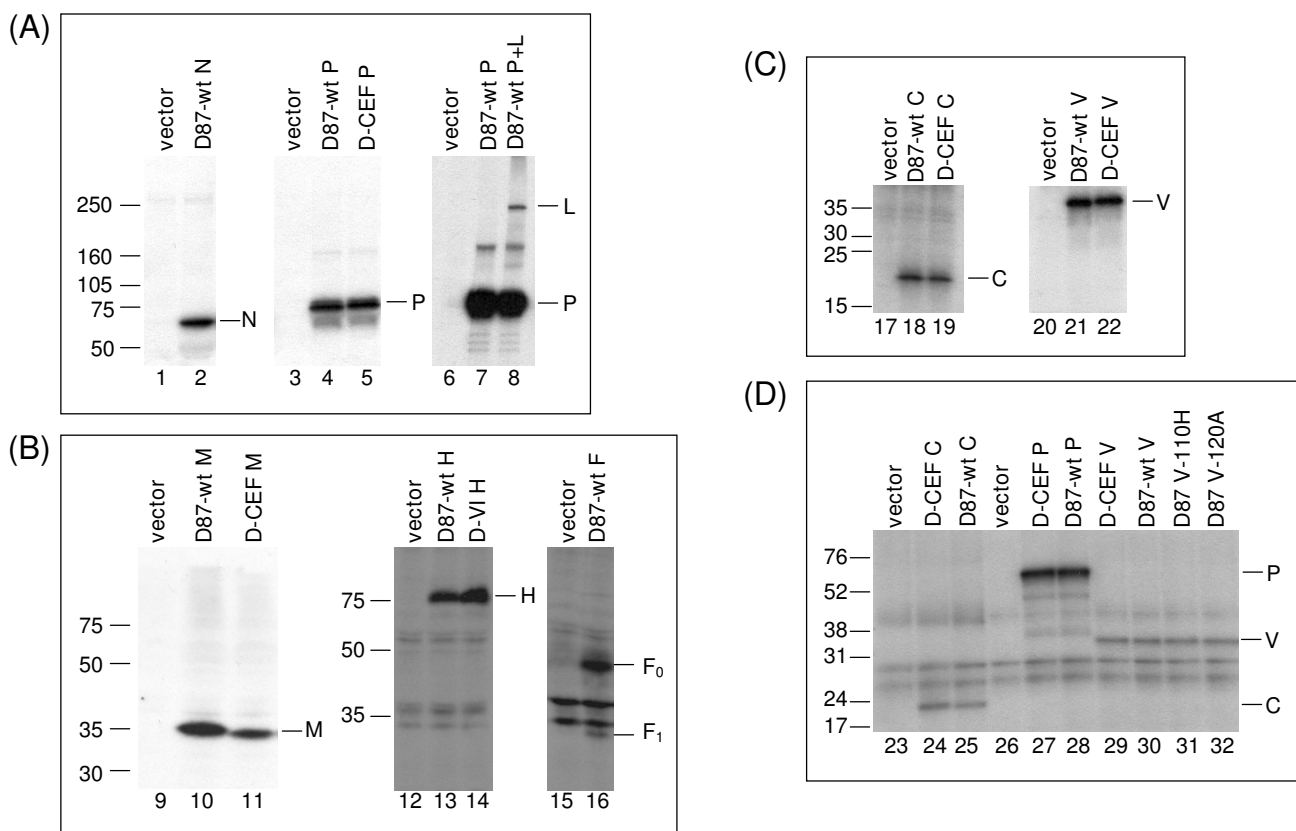 (A)
vector
D87-wt N
vector
D87-wt P
D-CEF P
vector
D87-wt P
D87-wt P+L
250
160
105
75
50
N
P
L
P
1 2 3 4 5 6 7 8
(B)
vector
D87-wt M
D-CEF M
vector
D87-wt H
D-VI H
vector
D87-wt F
75
50
35
30
M
75
50
35
H
F₀
F₁
9 10 11 12 13 14 15 16
(C)
vector
D87-wt C
D-CEF C
vector
D87-wt V
D-CEF V
35
30
25
15
C
V
17 18 19 20 21 22
(D)
vector
D-CEF C
D87-wt C
vector
D-CEF P
D87-wt P
D-CEF V
D87-wt V
D87 V-110H
D87 V-120A
76
52
38
31
24
17
P
V
C
23 24 25 26 27 28 29 30 31 32